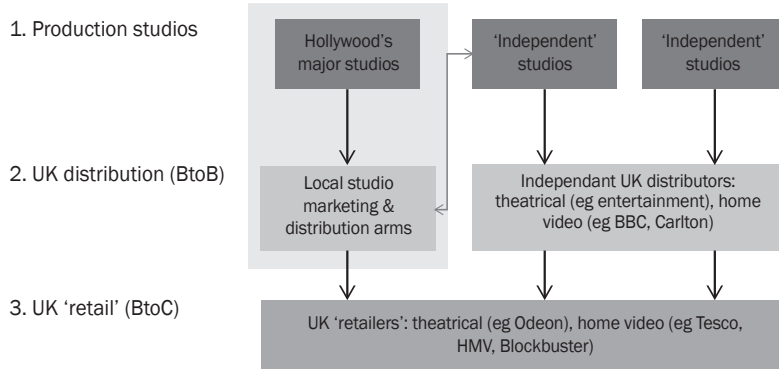 1. Production studios
Hollywood's
major studios
'Independent'
studios
'Independent'
studios
2. UK distribution (BtoB)
Local studio
marketing &
distribution arms
Independant UK distributors:
theatrical (eg entertainment), home
video (eg BBC, Carlton)
3. UK 'retail' (BtoC)
UK 'retailers': theatrical (eg Odeon), home video (eg Tesco,
HMV, Blockbuster)